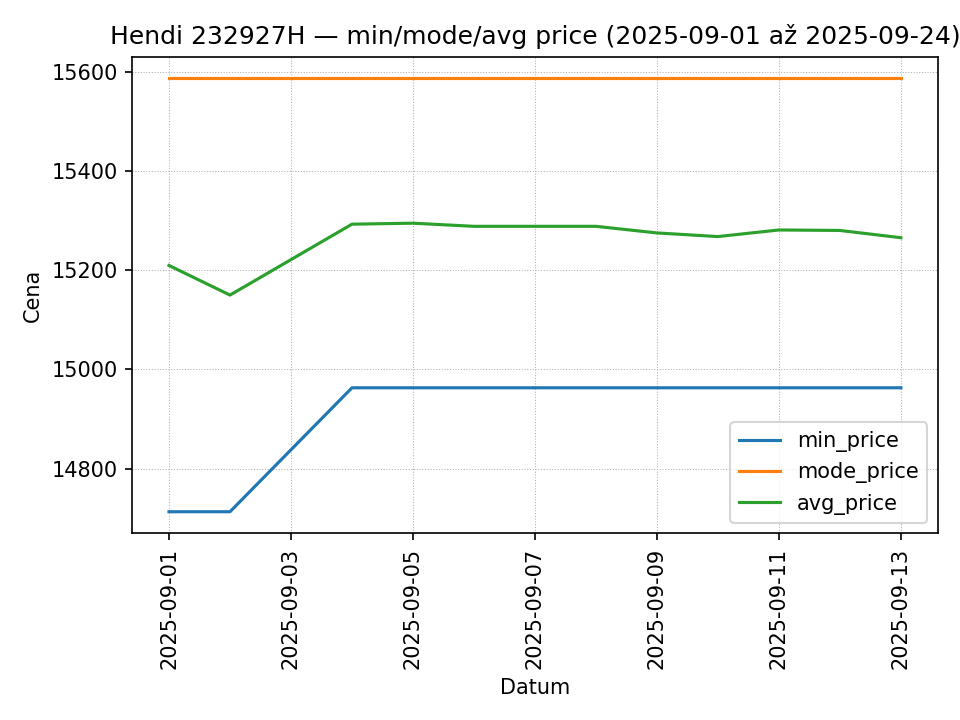 Hendi 232927H — min/mode/avg price (2025-09-01 až 2025-09-24)
15600
15400
15200
15000
14800
Cena
min_price
mode_price
avg_price
2025-09-01
2025-09-03
2025-09-05
2025-09-07
2025-09-09
2025-09-11
2025-09-13
Datum